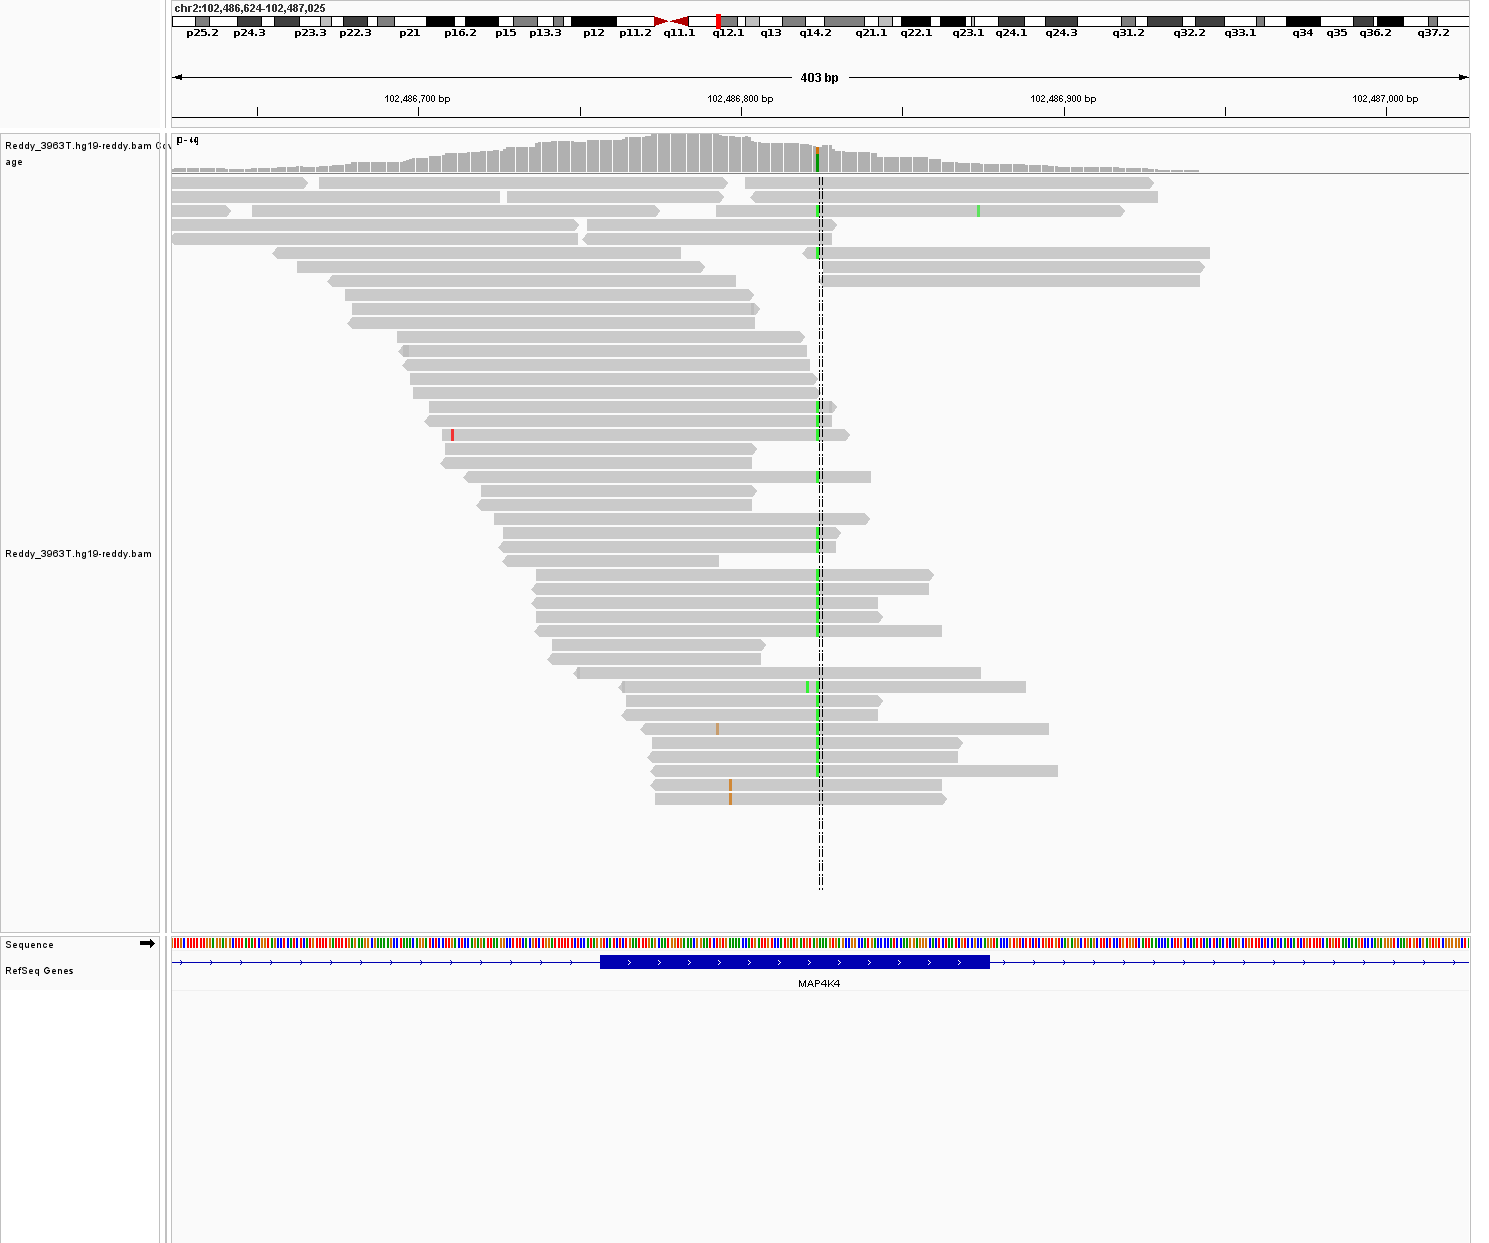 chr2:102,486,624-102,487,025
p25.2 p24.3 p23.3 p22.3 p21 p16.2 p15 p13.3 p12 p11.2 q11.1 q12.1 q13 q14.2 q21.1 q22.1 q23.1 q24.1 q24.3 q31.2 q32.2 q33.1 q34 q35 q36.2 q37.2
403 bp
102,486,700 bp 102,486,800 bp 102,486,900 bp 102,487,000 bp
Reddy_3963T.hg19-reddy.bam Cov
age
[0 - 44]
Reddy_3963T.hg19-reddy.bam
Sequence
RefSeq Genes
MAP4K4